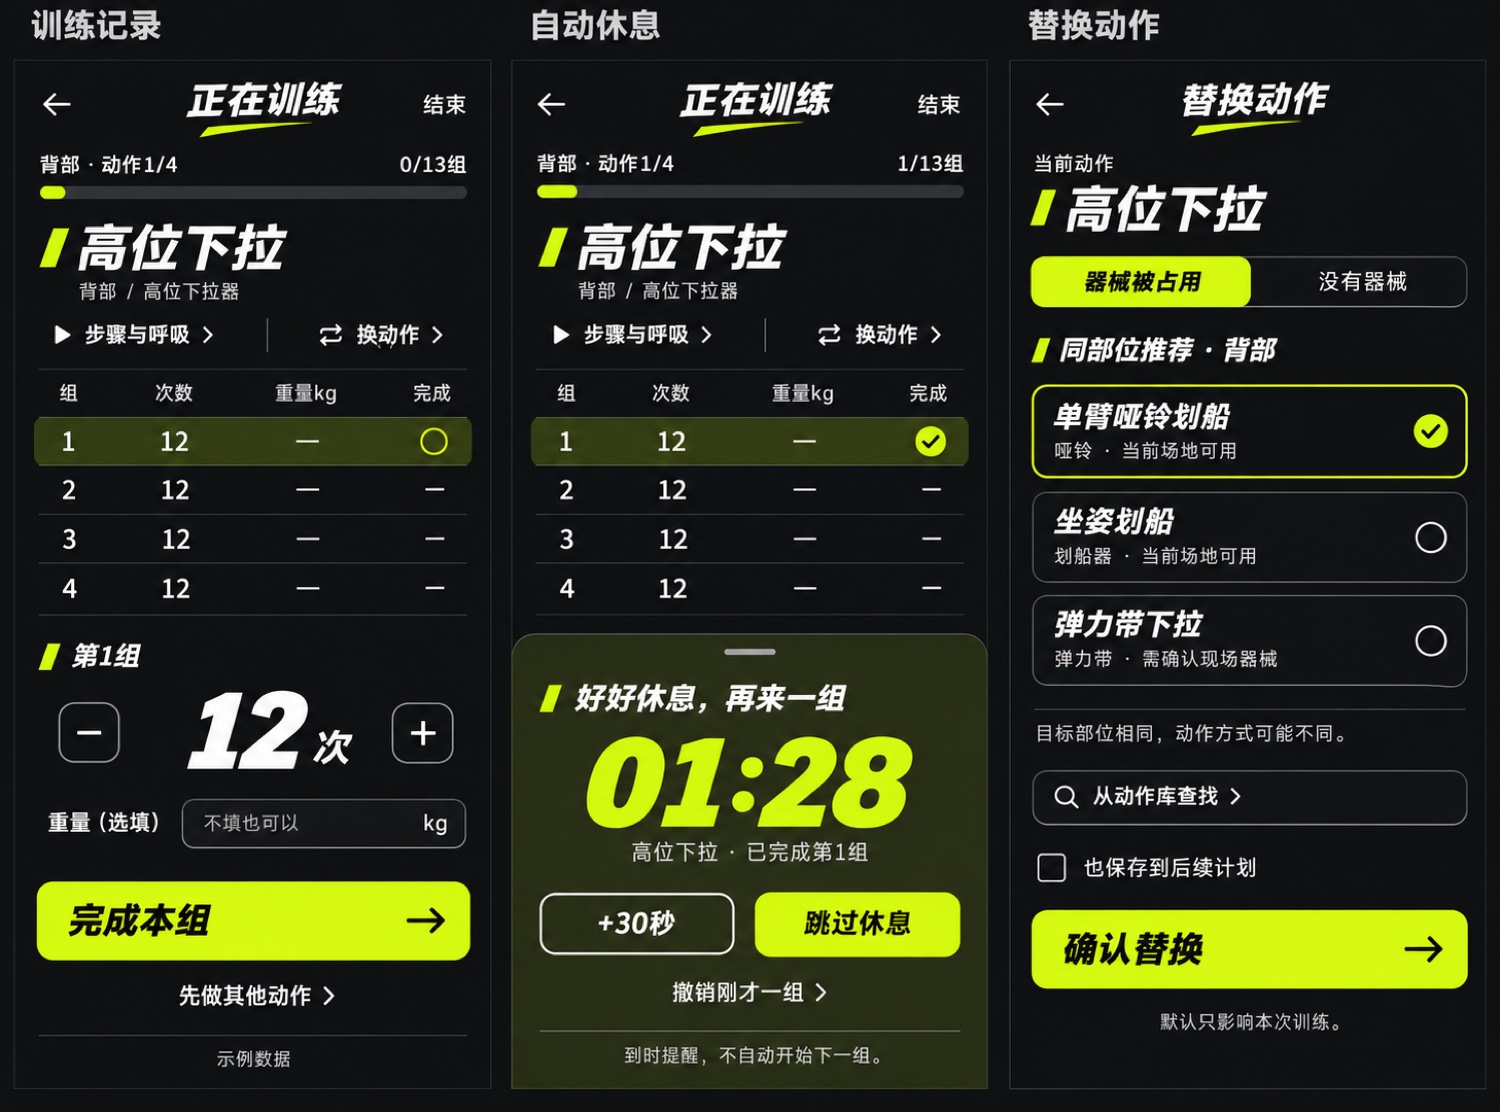 训练记录
正在训练
结束
背部 · 动作1/4
0/13组
高位下拉
背部 / 高位下拉器
步骤与呼吸
换动作
组 次数 重量kg 完成
1 12 —
2 12 — —
3 12 — —
4 12 — —
第1组
12次
重量（选填）
不填也可以 kg
完成本组
先做其他动作
示例数据
自动休息
正在训练
结束
背部 · 动作1/4
1/13组
高位下拉
背部 / 高位下拉器
步骤与呼吸
换动作
组 次数 重量kg 完成
1 12 —
2 12 — —
3 12 — —
4 12 — —
好好休息，再来一组
01:28
高位下拉 · 已完成第1组
+30秒
跳过休息
撤销刚才一组
到时提醒，不自动开始下一组。
替换动作
替换动作
当前动作
高位下拉
器械被占用
没有器械
同部位推荐 · 背部
单臂哑铃划船
哑铃 · 当前场地可用
坐姿划船
划船器 · 当前场地可用
弹力带下拉
弹力带 · 需确认现场器械
目标部位相同，动作方式可能不同。
从动作库查找
也保存到后续计划
确认替换
默认只影响本次训练。